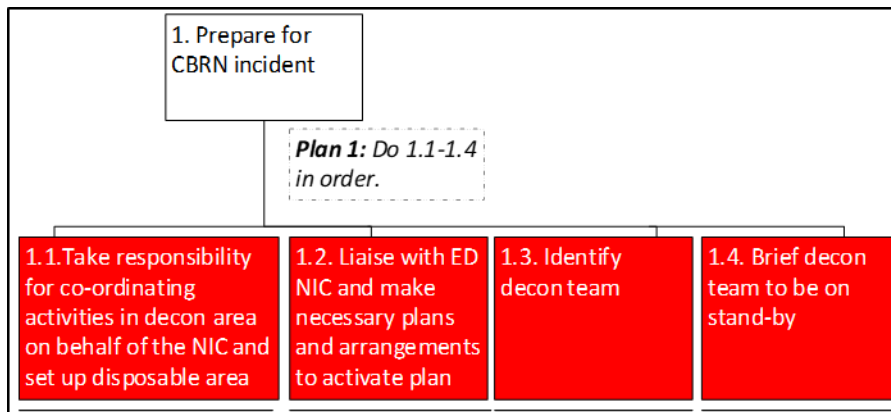 1. Prepare for
CBRN incident
Plan 1: Do 1.1-1.4
in order.
1.1.Take responsibility
for co-ordinating
activities in decon area
on behalf of the NIC and
set up disposable area
1.2. Liaise with ED
NIC and make
necessary plans
and arrangements
to activate plan
1.3. Identify
decon team
1.4. Brief decon
team to be on
stand-by